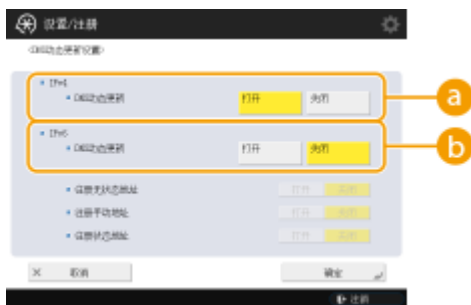 设置/注册
<DNS动态更新设置>
IPv4
DNS动态更新 打开 关闭
a
IPv6
DNS动态更新 打开 关闭
b
注册无状态地址 打开 关闭
注册手动地址 打开 关闭
注册状态地址 打开 关闭
取消 确定
注销